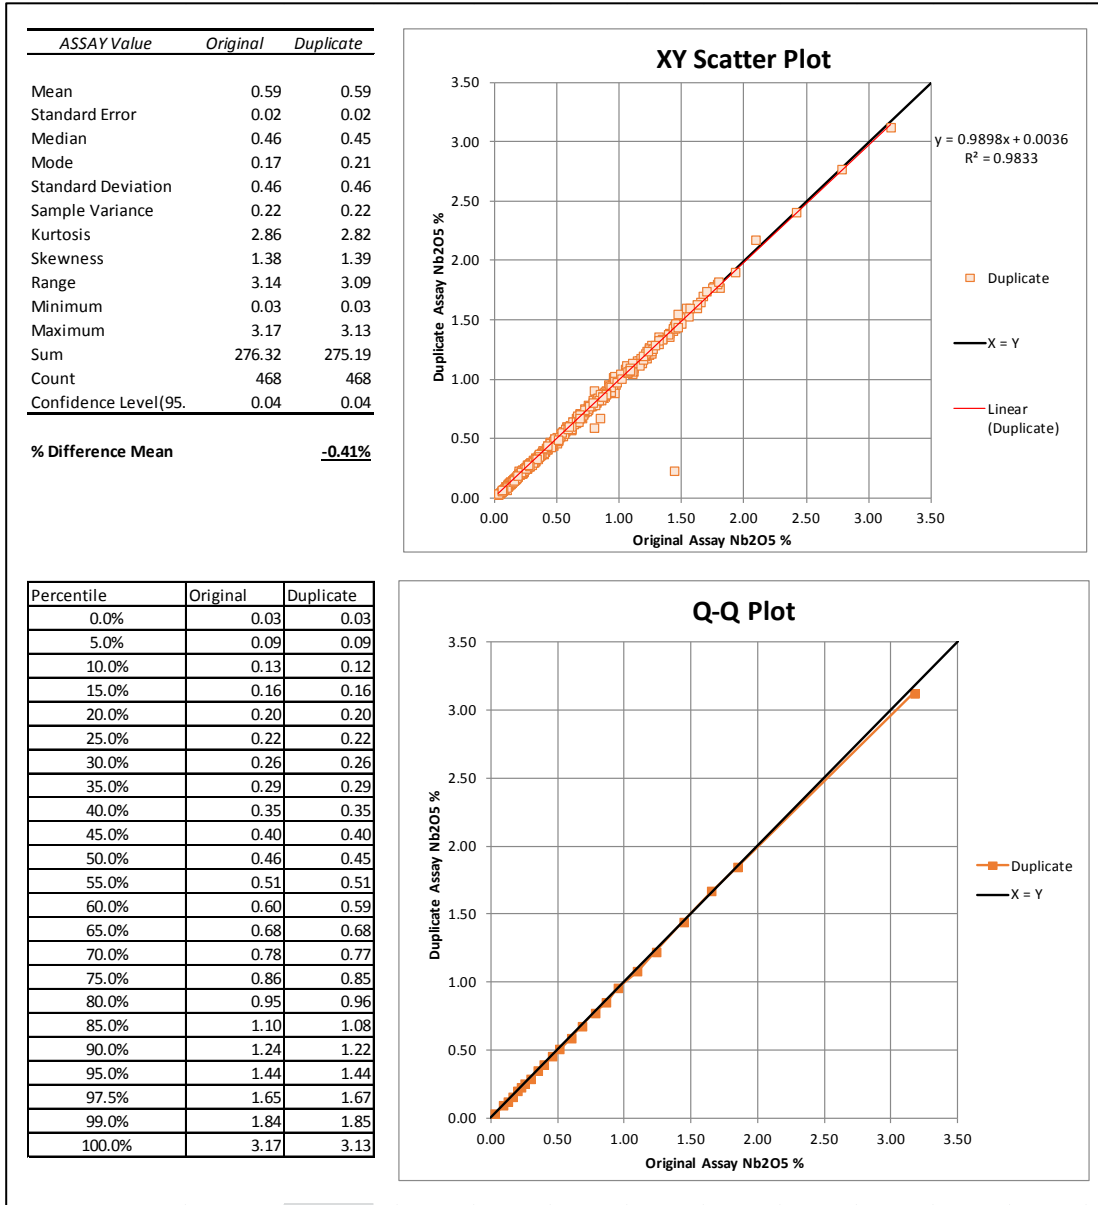 ASSAY Value Original Duplicate
Mean 0.59 0.59
Standard Error 0.02 0.02
Median 0.46 0.45
Mode 0.17 0.21
Standard Deviation 0.46 0.46
Sample Variance 0.22 0.22
Kurtosis 2.86 2.82
Skewness 1.38 1.39
Range 3.14 3.09
Minimum 0.03 0.03
Maximum 3.17 3.13
Sum 276.32 275.19
Count 468 468
Confidence Level(95. 0.04 0.04
% Difference Mean -0.41%
XY Scatter Plot
3.50
3.00
2.50
2.00
1.50
1.00
0.50
0.00
Duplicate Assay Nb2O5 %
0.00 0.50 1.00 1.50 2.00 2.50 3.00 3.50
Original Assay Nb2O5 %
y = 0.9898x + 0.0036
R² = 0.9833
Duplicate
X = Y
Linear
(Duplicate)
Percentile Original Duplicate
0.0% 0.03 0.03
5.0% 0.09 0.09
10.0% 0.13 0.12
15.0% 0.16 0.16
20.0% 0.20 0.20
25.0% 0.22 0.22
30.0% 0.26 0.26
35.0% 0.29 0.29
40.0% 0.35 0.35
45.0% 0.40 0.40
50.0% 0.46 0.45
55.0% 0.51 0.51
60.0% 0.60 0.59
65.0% 0.68 0.68
70.0% 0.78 0.77
75.0% 0.86 0.85
80.0% 0.95 0.96
85.0% 1.10 1.08
90.0% 1.24 1.22
95.0% 1.44 1.44
97.5% 1.65 1.67
99.0% 1.84 1.85
100.0% 3.17 3.13
Q-Q Plot
3.50
3.00
2.50
2.00
1.50
1.00
0.50
0.00
Duplicate Assay Nb2O5 %
0.00 0.50 1.00 1.50 2.00 2.50 3.00 3.50
Original Assay Nb2O5 %
Duplicate
X = Y